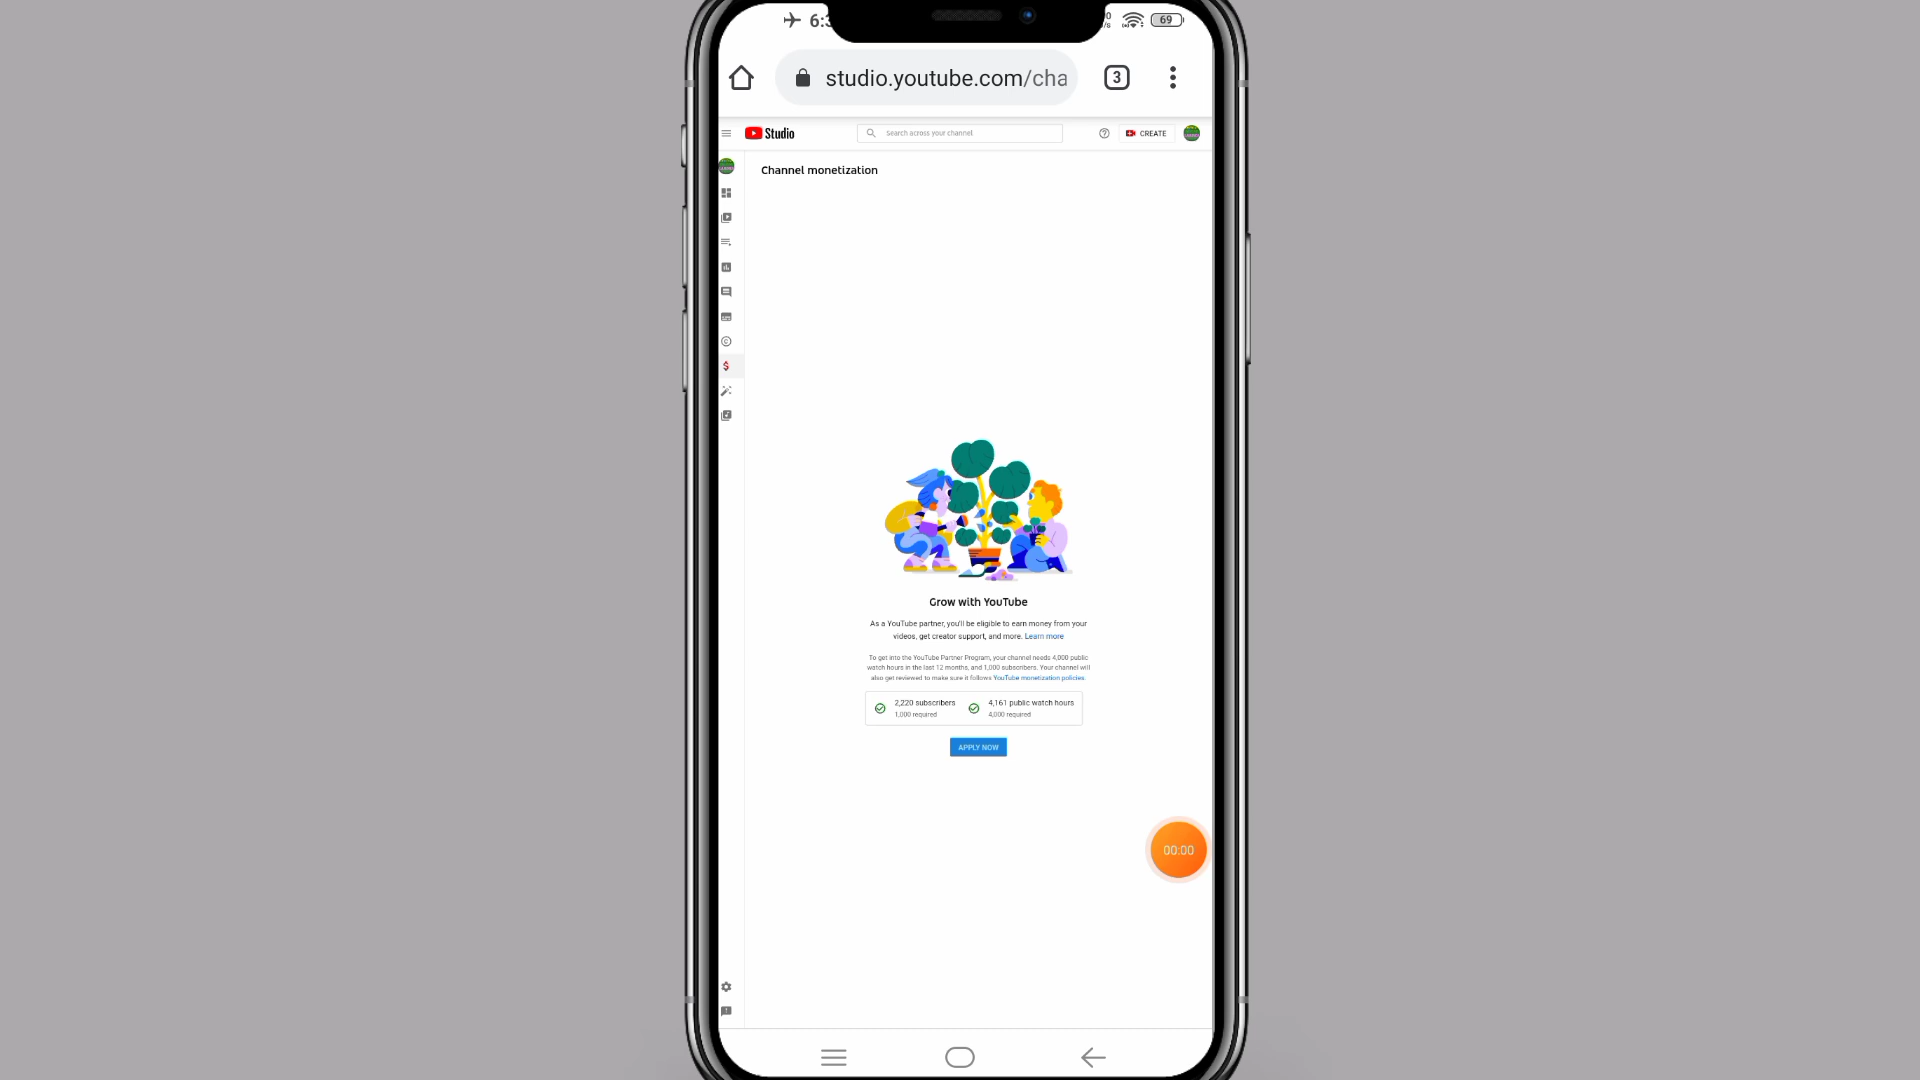 6:3
69
studio.youtube.com/cha
3
Studio
Search across your channel
CREATE
Channel monetization
Grow with YouTube
As a YouTube partner, you'll be eligible to earn money from your
videos, get creator support, and more. Learn more
To get into the YouTube Partner Program, your channel needs 4,000 public
watch hours in the last 12 months, and 1,000 subscribers. Your channel will
also get reviewed to make sure it follows YouTube monetization policies.
2,220 subscribers
1,000 required
4,161 public watch hours
4,000 required
APPLY NOW
00:00